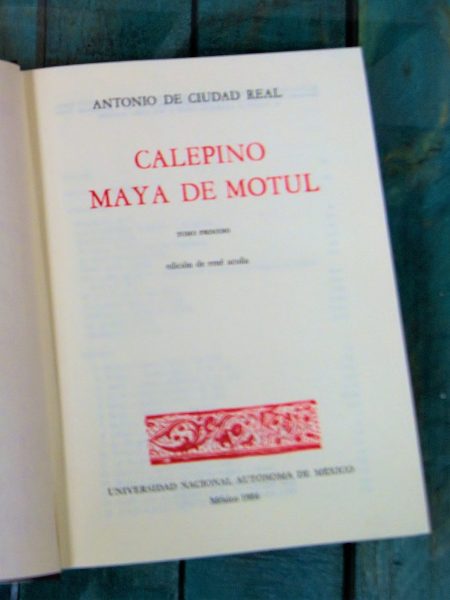 ANTONIO DE CIUDAD REAL
CALEPINO
MAYA DE MOTUL
TOMO PRIMERO
edición de rené acuña
UNIVERSIDAD NACIONAL AUTÓNOMA DE MÉXICO
México